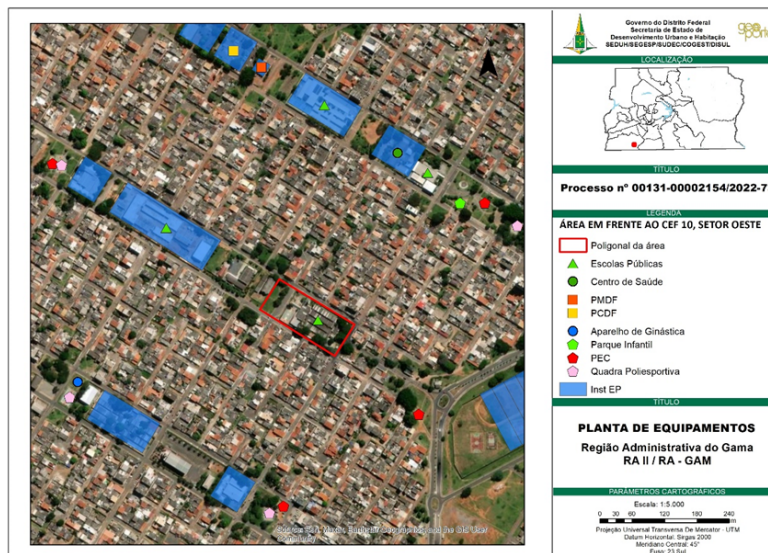 Governo do Distrito Federal
Secretaria de Estado de
Desenvolvimento Urbano e Habitação
SEDUH/SEGESP/SUDEC/COGEST/DISUL
LOCALIZAÇÃO
TÍTULO
Processo nº 00131-00002154/2022-7
LEGENDA
ÁREA EM FRENTE AO CEF 10, SETOR OESTE
Poligonal da área
Escolas Públicas
Centro de Saúde
PMDF
PCDF
Aparelho de Ginástica
Parque Infantil
PEC
Quadra Poliesportiva
Inst EP
TÍTULO
PLANTA DE EQUIPAMENTOS
Região Administrativa do Gama
RA II / RA - GAM
PARÂMETROS CARTOGRÁFICOS
Escala: 1:5.000
0 30 60 120 180 240
m
Projeção Universal Transversa De Mercator - UTM
Datum Horizontal: Sirgas 2000
Meridiano Central: 45°
Fuso: 23 Sul